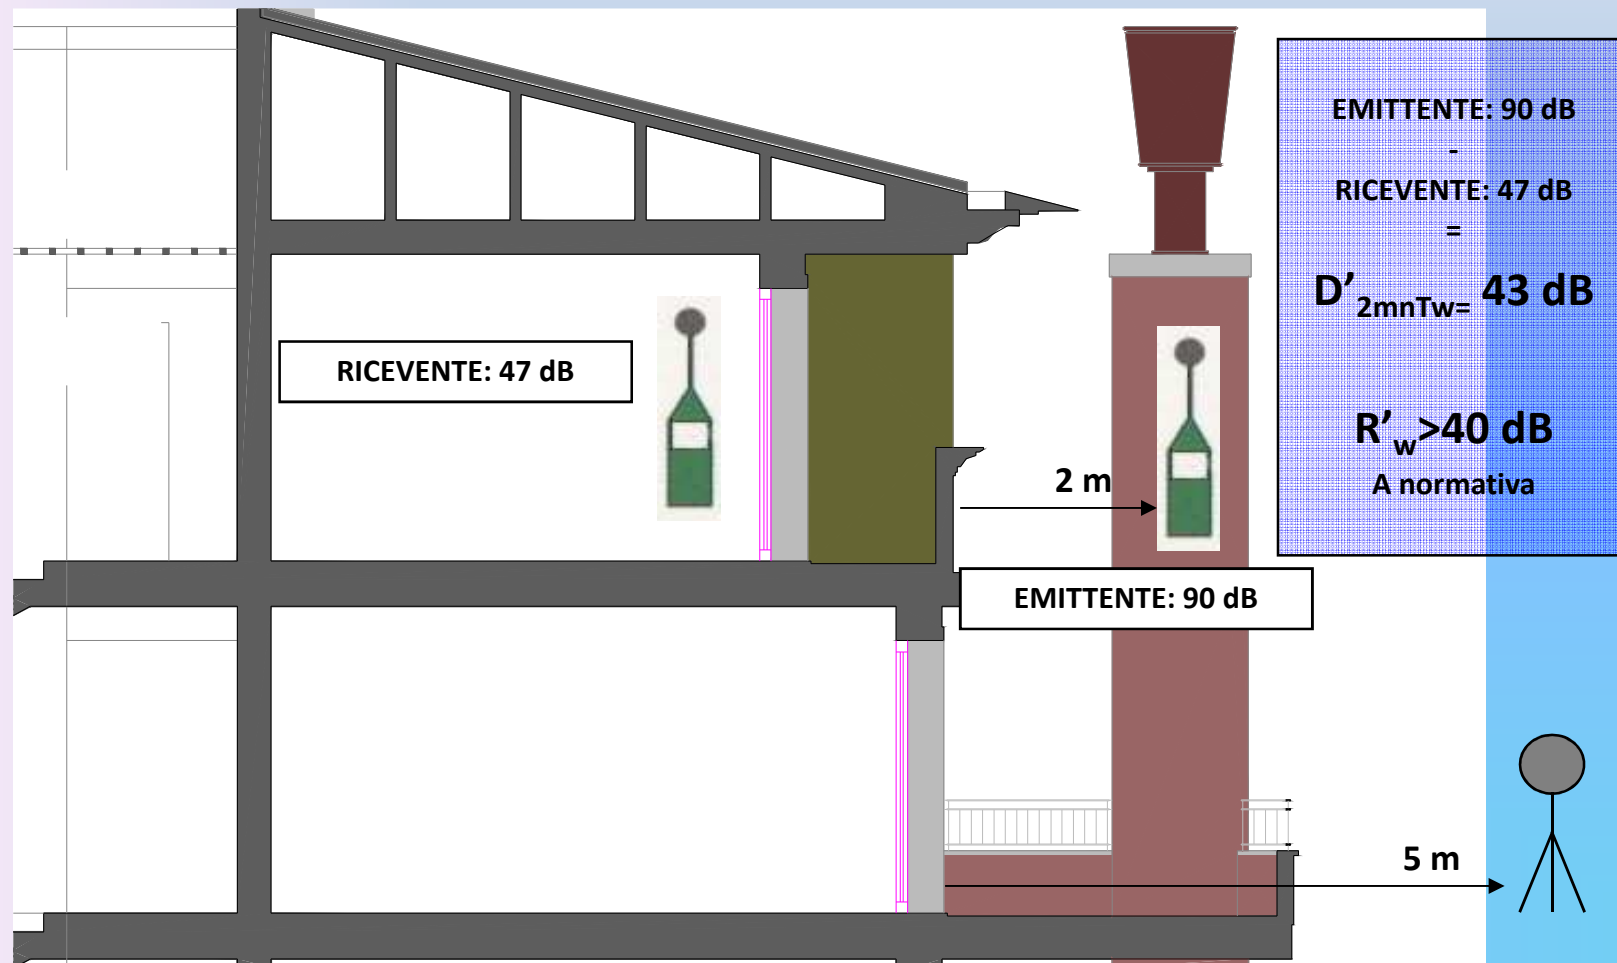 EMITTENTE: 90 dB
-
RICEVENTE: 47 dB
=
D’2mnTw= 43 dB
R’w>40 dB
A normativa
RICEVENTE: 47 dB
2 m
EMITTENTE: 90 dB
5 m